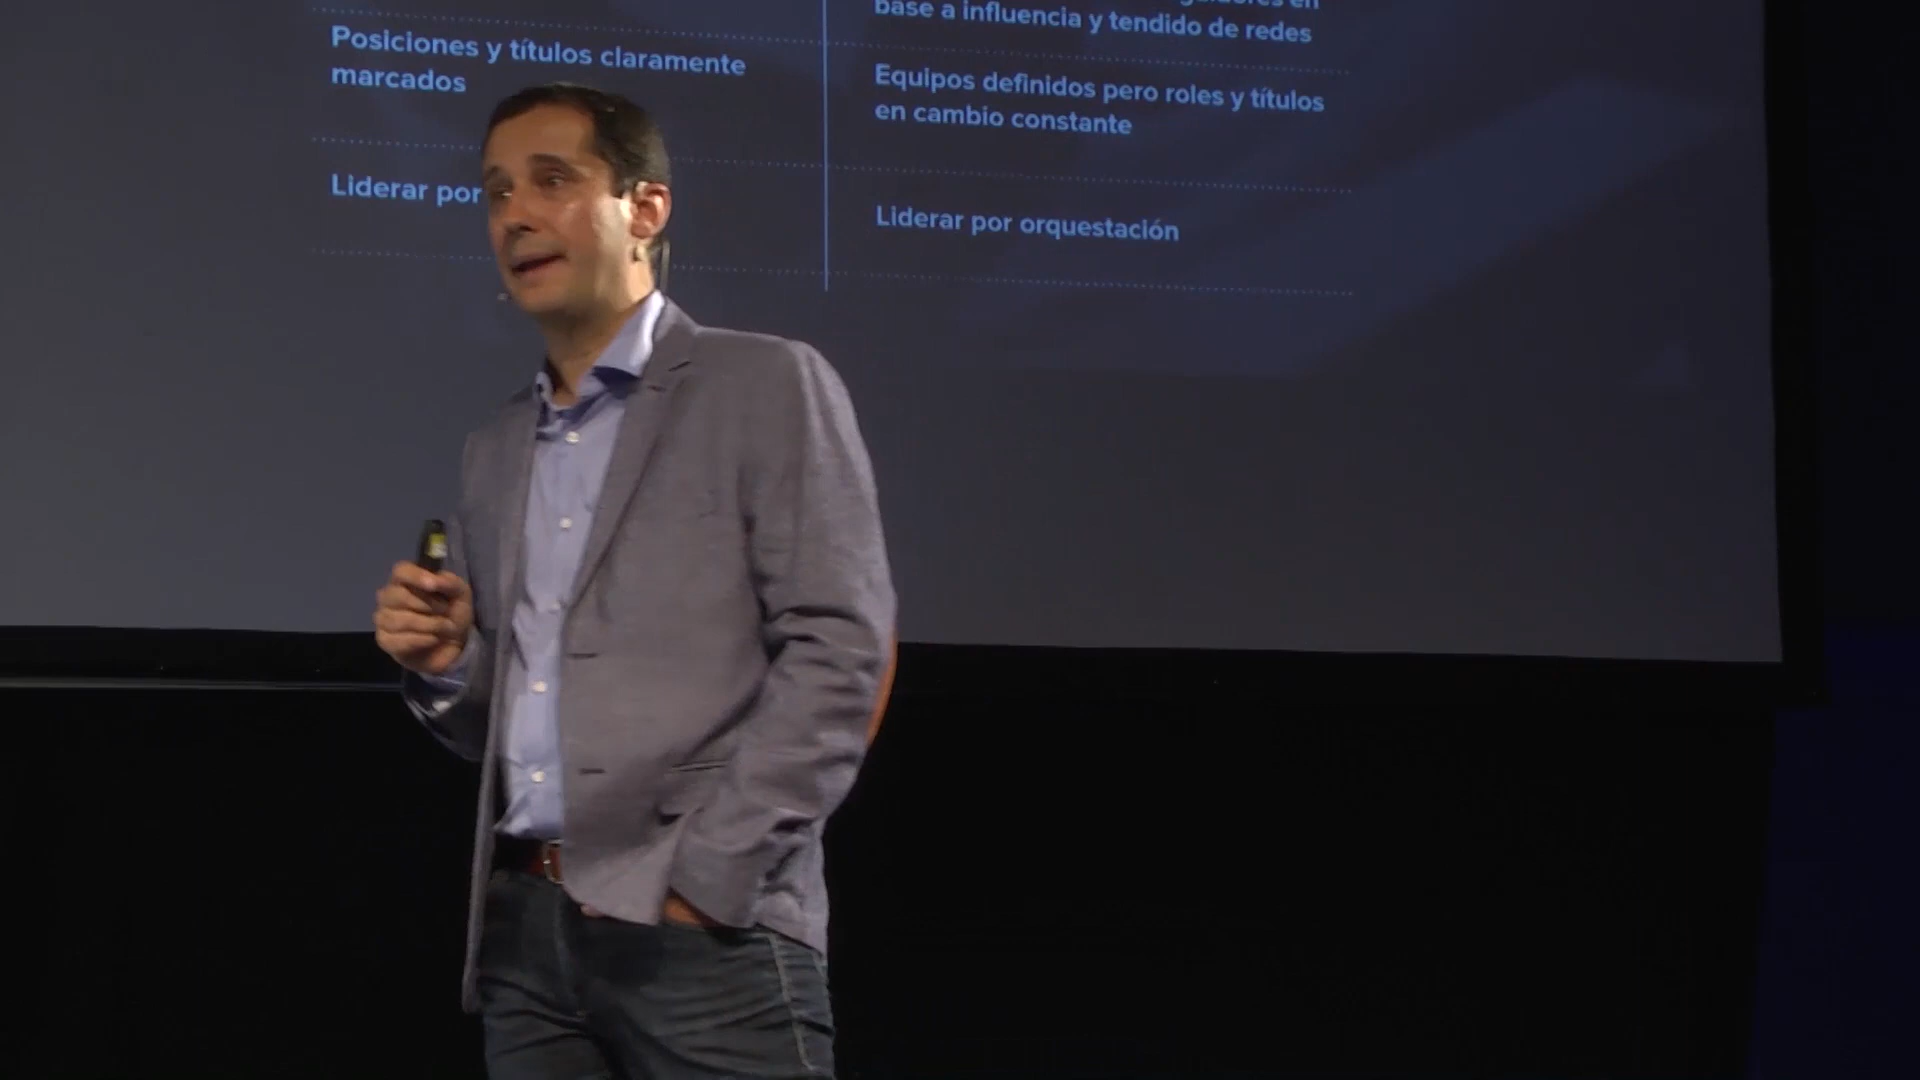 Posiciones y títulos claramente
marcados
Liderar por
base a influencia y tendido de redes
Equipos definidos pero roles y títulos
en cambio constante
Liderar por orquestación